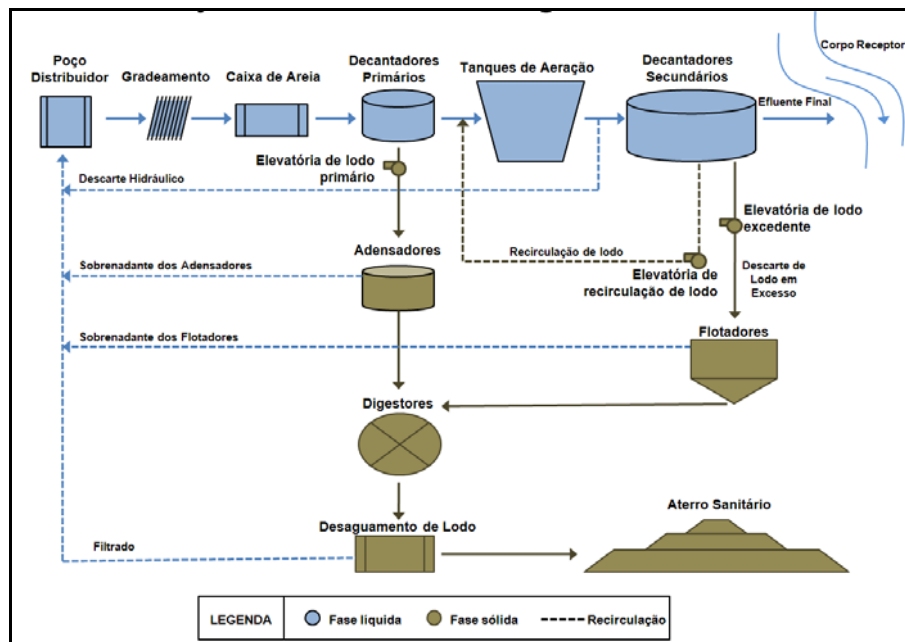 Corpo Receptor
Poço
Distribuidor
Gradeamento
Caixa de Areia
Decantadores
Primários
Tanques de Aeração
Decantadores
Secundários
Efluente Final
Elevatória de lodo
primário
Descarte Hidráulico
Elevatória de lodo
excedente
Adensadores
Recirculação de lodo
Elevatória de
recirculação de lodo
Descarte de
Lodo em
Excesso
Sobrenadante dos Adensadores
Sobrenadante dos Flotadores
Flotadores
Digestores
Desaguamento de Lodo
Aterro Sanitário
Filtrado
LEGENDA
Fase liquida
Fase sólida
Recirculação